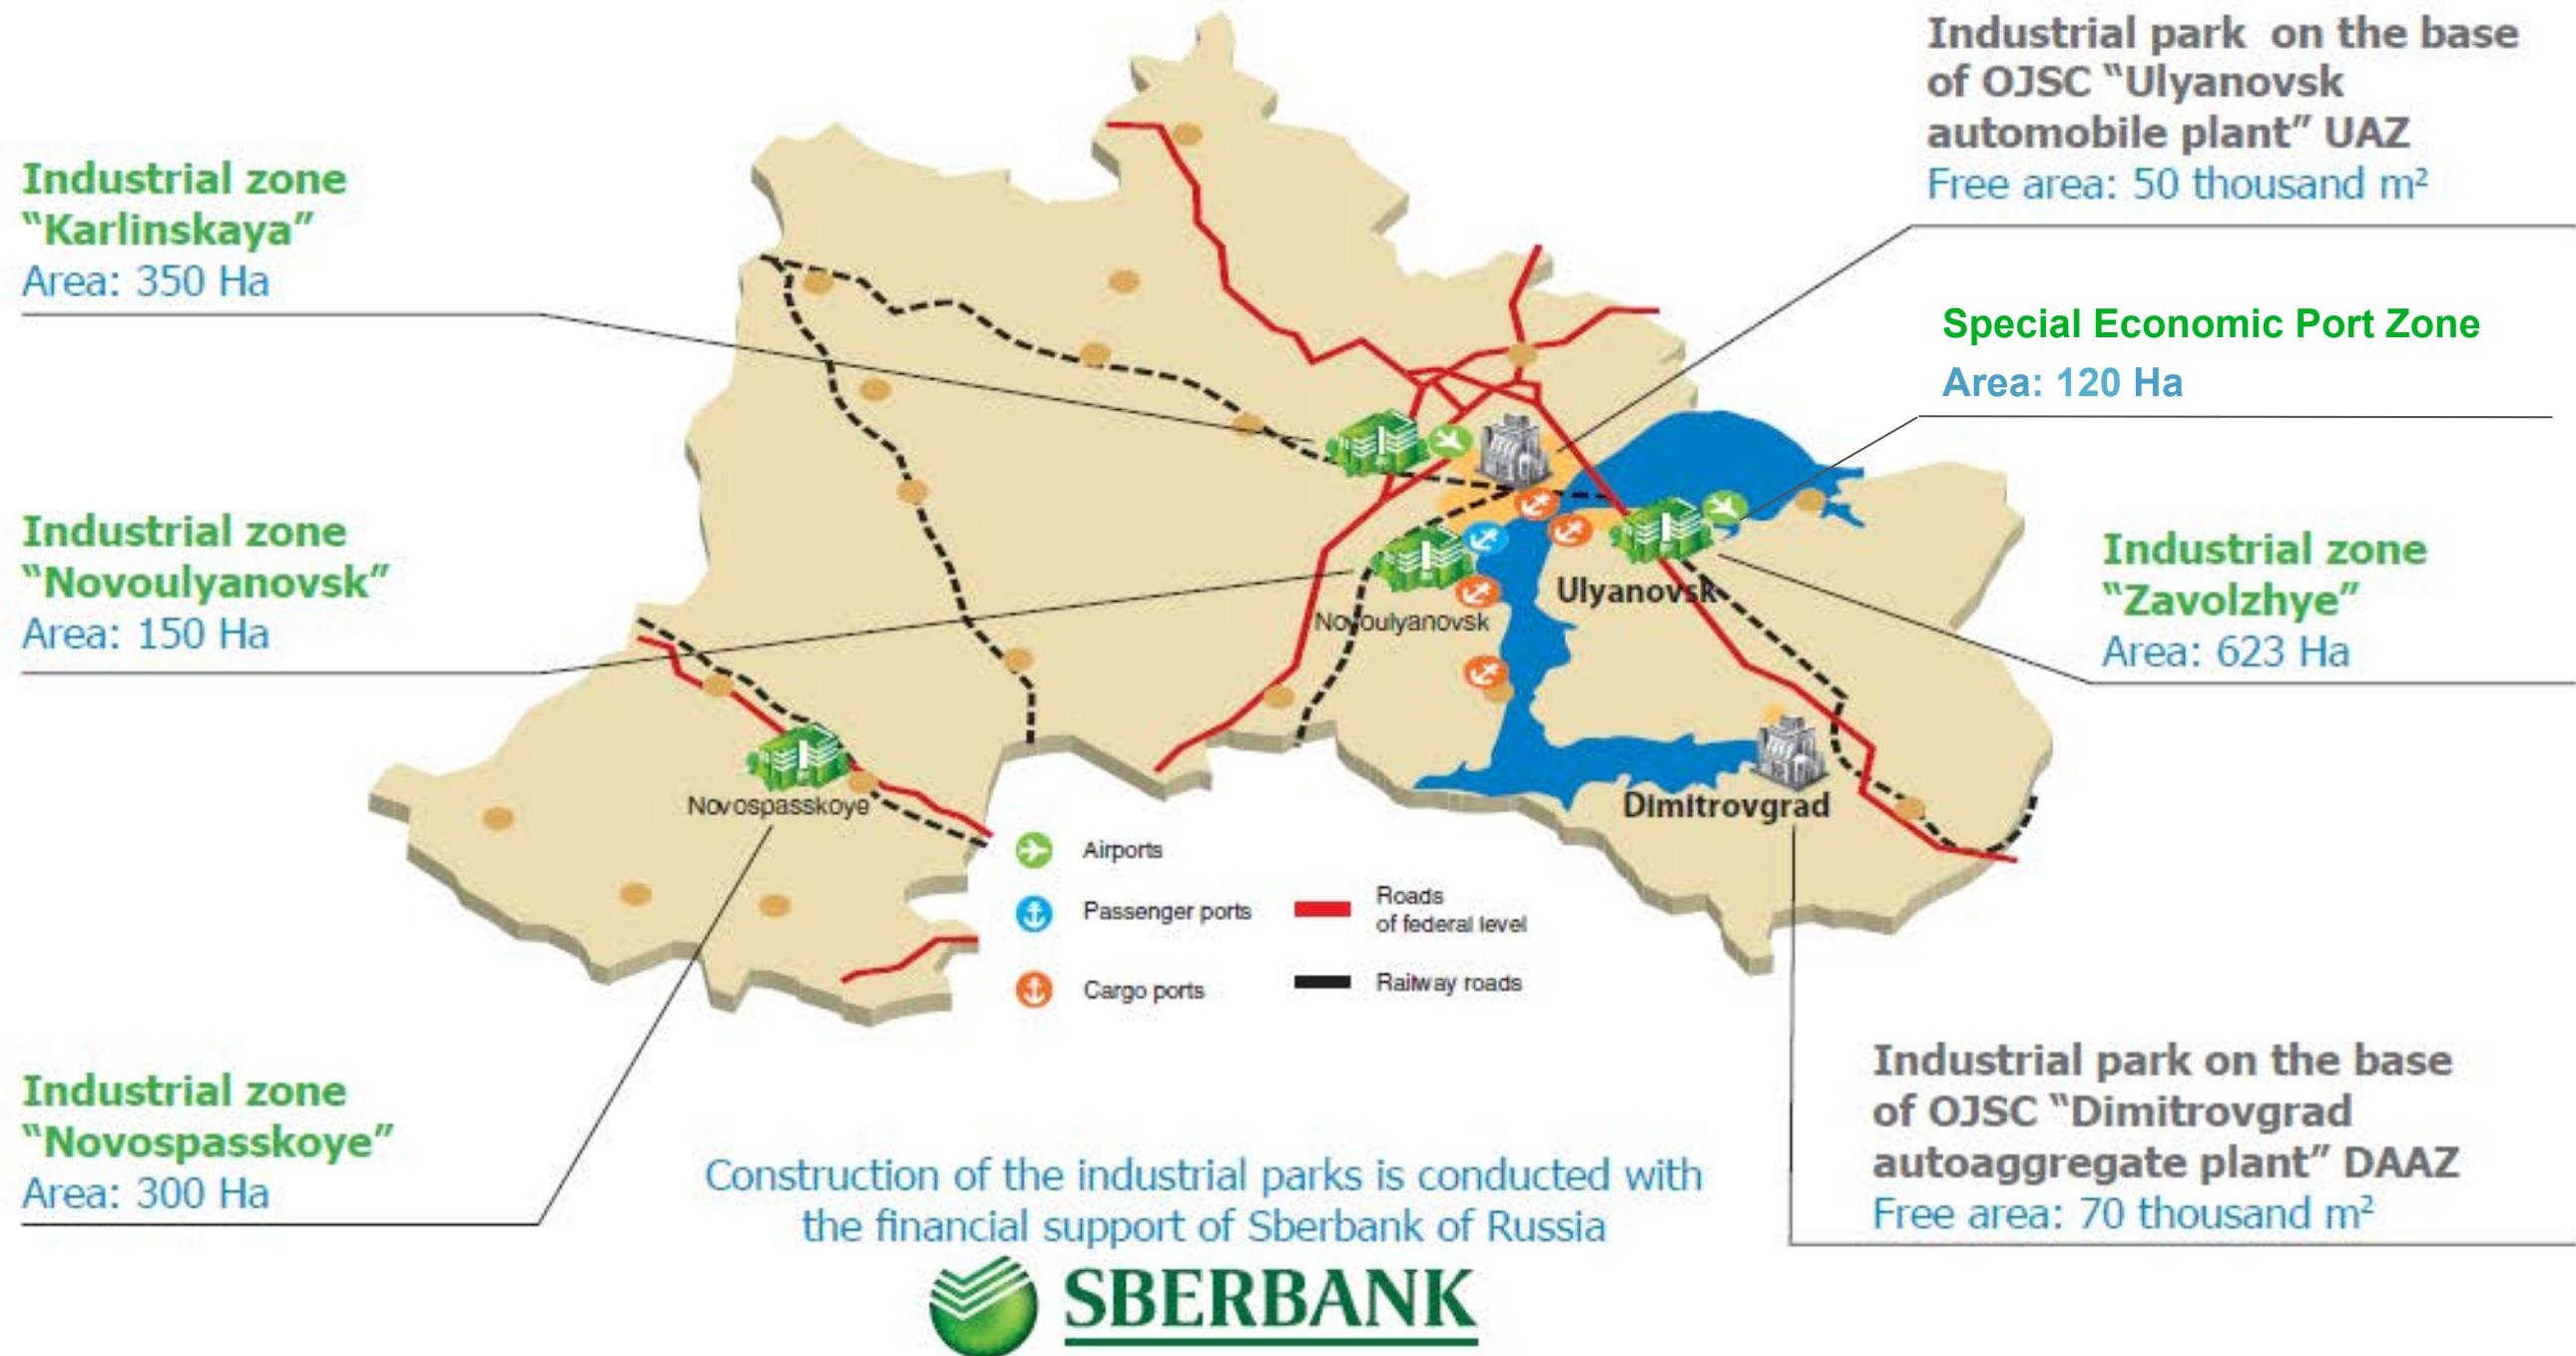 Industrial park  on the base
of OJSC “Ulyanovsk
automobile plant” UAZ
Free area: 50 thousand m²
Industrial zone
“Karlinskaya”
Area: 350 Ha
Special Economic Port Zone
Area: 120 Ha
Industrial zone
“Novoulyanovsk”
Area: 150 Ha
Industrial zone
“Zavolzhye”
Area: 623 Ha
Ulyanovsk
Novoulyanovsk
Novospasskoye
Dimitrovgrad
Airports
Passenger ports
Cargo ports
Roads
of federal level
Railway roads
Industrial zone
“Novospasskoye”
Area: 300 Ha
Industrial park on the base
of OJSC “Dimitrovgrad
autoaggregate plant” DAAZ
Free area: 70 thousand m²
Construction of the industrial parks is conducted with
the financial support of Sberbank of Russia
SBERBANK